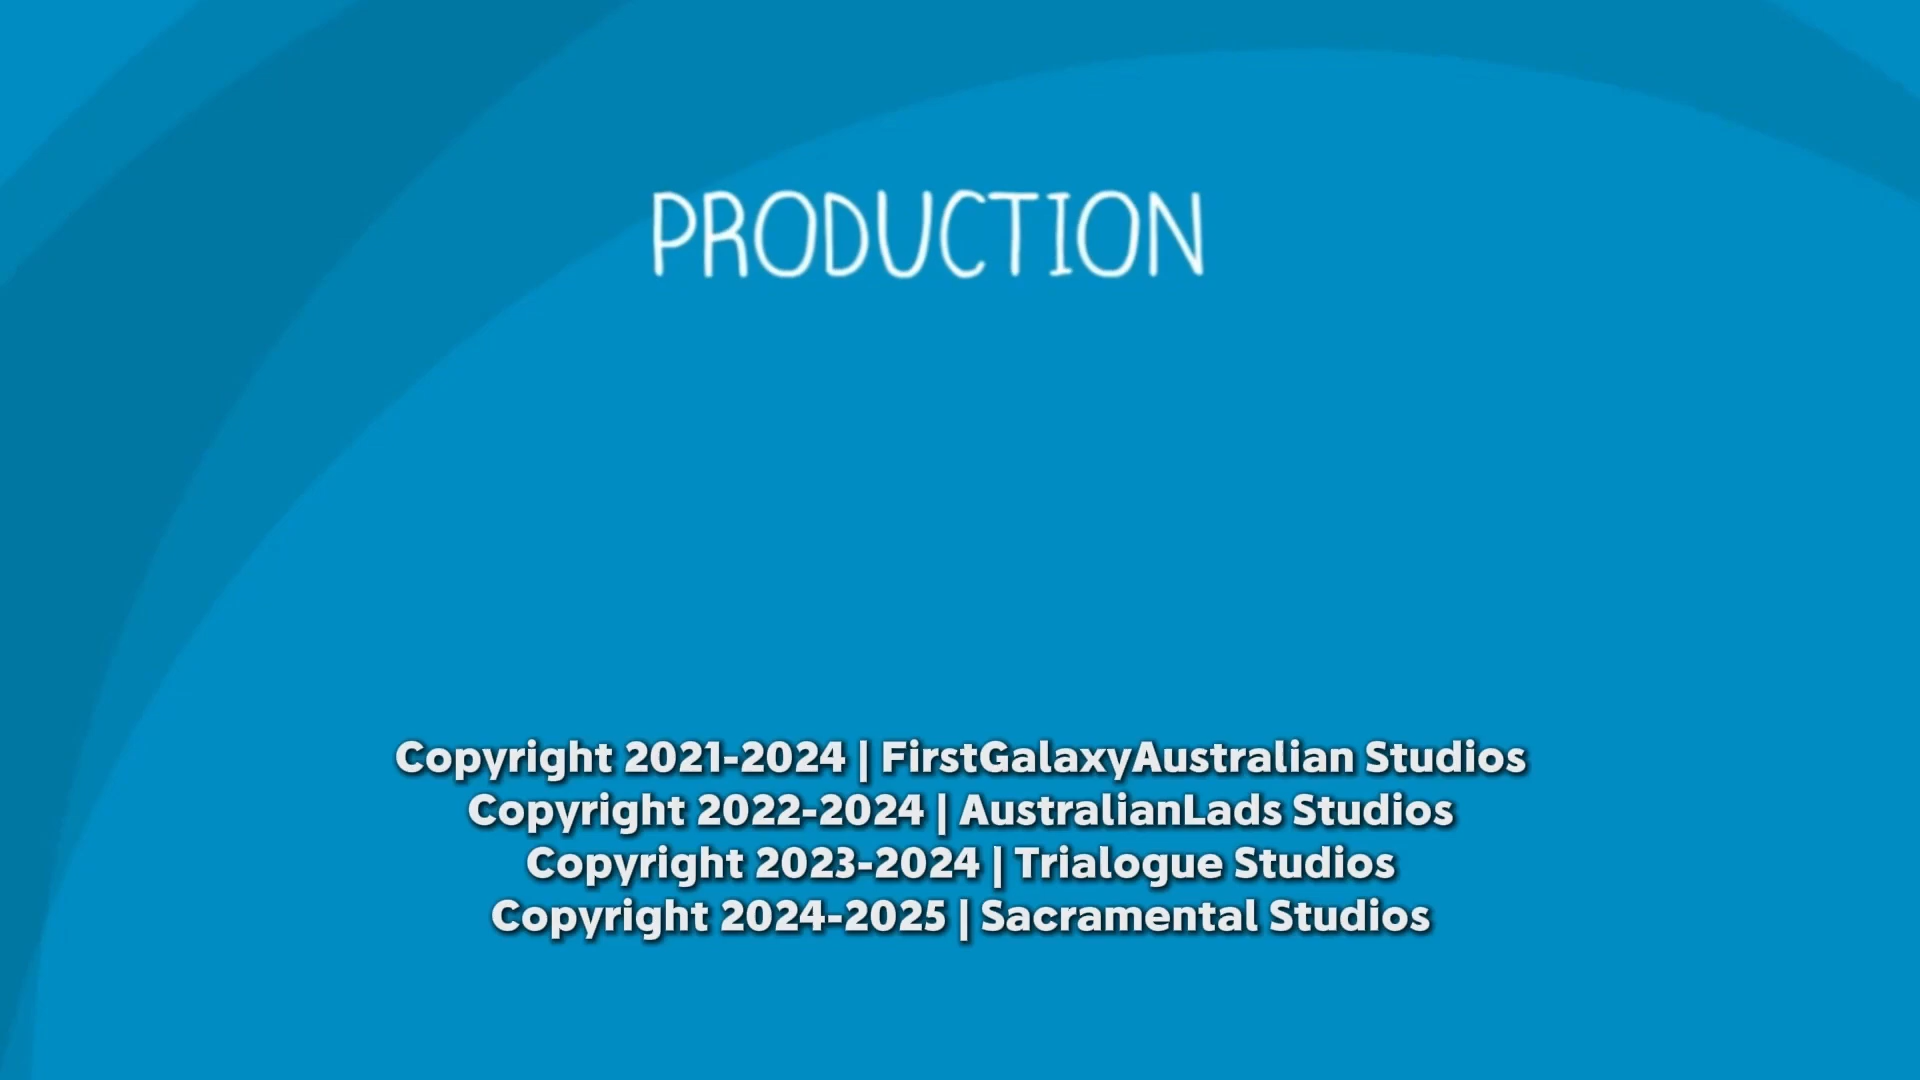 PRODUCTION
Copyright 2021-2024 | FirstGalaxyAustralian Studios
Copyright 2022-2024 | AustralianLads Studios
Copyright 2023-2024 | Trialogue Studios
Copyright 2024-2025 | Sacramental Studios